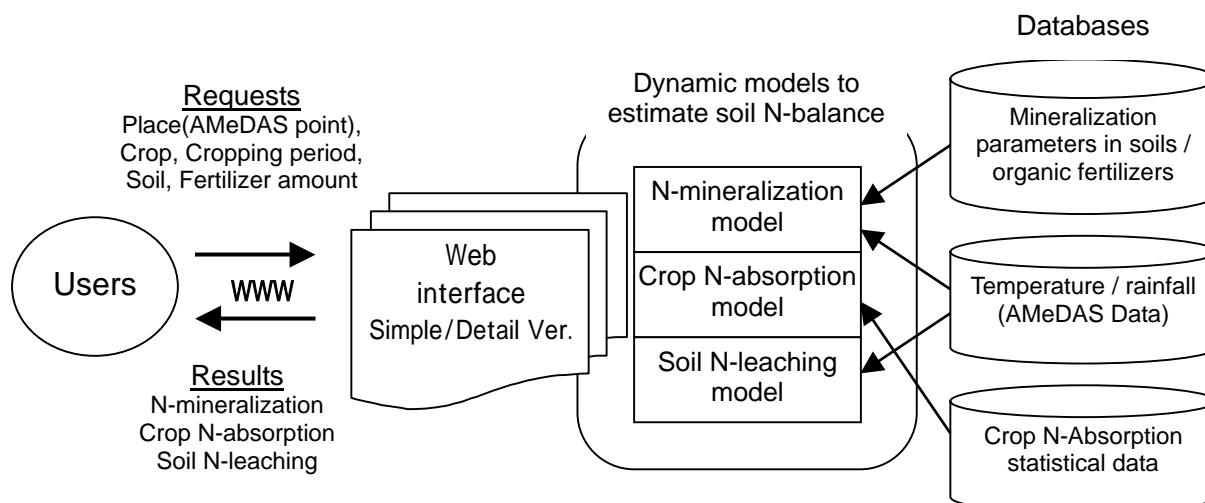 Databases
Requests
Place(AMeDAS point),
Crop, Cropping period,
Soil, Fertilizer amount
Users
WWW
Results
N-mineralization
Crop N-absorption
Soil N-leaching
Web
interface
Simple/Detail Ver.
Dynamic models to
estimate soil N-balance
N-mineralization
model
Crop N-absorption
model
Soil N-leaching
model
Mineralization
parameters in soils /
organic fertilizers
Temperature / rainfall
(AMeDAS Data)
Crop N-Absorption
statistical data